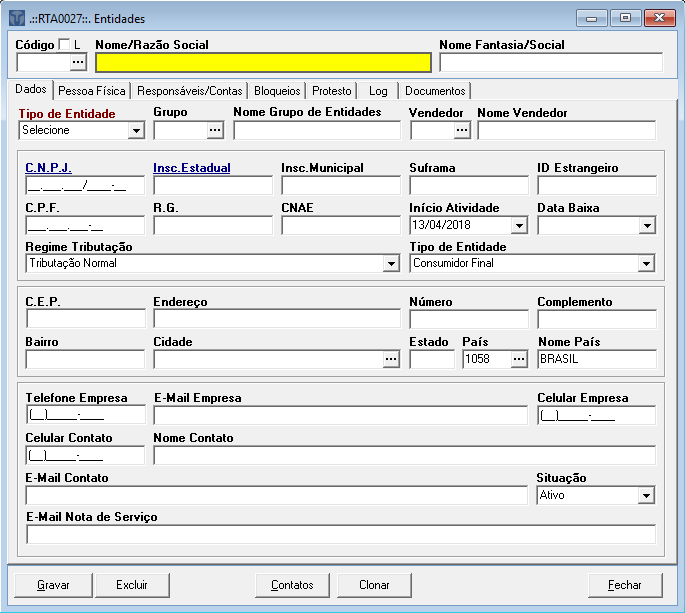 .::RTA0027::. Entidades
Código L Nome/Razão Social Nome Fantasia/Social
...
Dados Pessoa Física Responsáveis/Contas Bloqueios Protesto Log Documentos
Tipo de Entidade Grupo Nome Grupo de Entidades Vendedor Nome Vendedor
Selecione ... ...
C.N.P.J. Insc.Estadual Insc.Municipal Suframa ID Estrangeiro
__.___.___/____-__
C.P.F. R.G. CNAE Início Atividade Data Baixa
___.___.___-__ 13/04/2018
Regime Tributação Tipo de Entidade
Tributação Normal Consumidor Final
C.E.P. Endereço Número Complemento
Bairro Cidade Estado País Nome País
... 1058 ... BRASIL
Telefone Empresa E-Mail Empresa Celular Empresa
(__)_____-____ (__)_____-____
Celular Contato Nome Contato
(__)_____-____
E-Mail Contato Situação
Ativo
E-Mail Nota de Serviço
Gravar Excluir Contatos Clonar Fechar